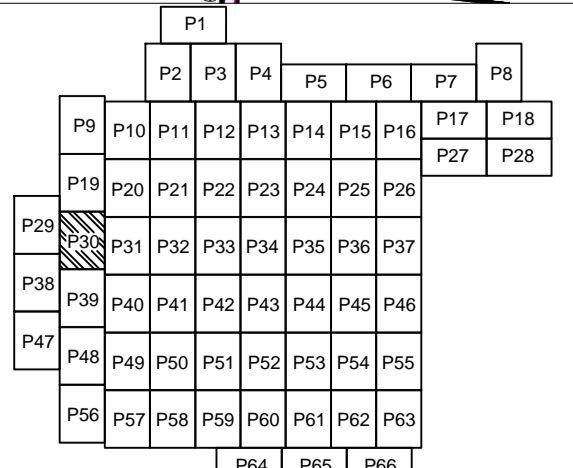 P1
P2 P3 P4 P5 P6 P7 P8
P9 P10 P11 P12 P13 P14 P15 P16 P17 P18
P27 P28
P19 P20 P21 P22 P23 P24 P25 P26
P29 P30 P31 P32 P33 P34 P35 P36 P37
P38 P39 P40 P41 P42 P43 P44 P45 P46
P47 P48 P49 P50 P51 P52 P53 P54 P55
P56 P57 P58 P59 P60 P61 P62 P63
P64 P65 P66